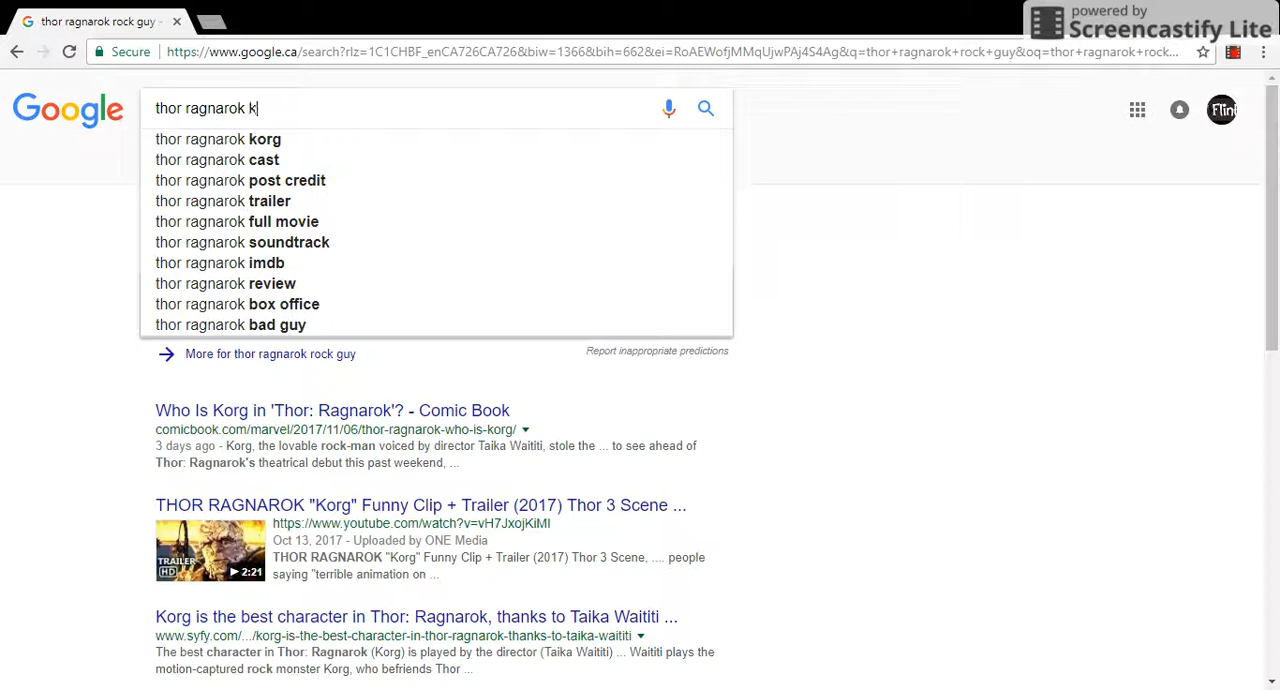 powered by
Screencastify Lite
thor ragnarok rock guy -
Secure
https://www.google.ca/search?rlz=1C1CHBF_enCA726CA726&biw=1366&bih=662&ei=RoAEWofjMMqUjwPAj4S4Ag&q=thor+ragnarok+rock+guy&oq=thor+ragnarok+rock...
Google
thor ragnarok k
Flint
thor ragnarok korg
thor ragnarok cast
thor ragnarok post credit
thor ragnarok trailer
thor ragnarok full movie
thor ragnarok soundtrack
thor ragnarok imdb
thor ragnarok review
thor ragnarok box office
thor ragnarok bad guy
More for thor ragnarok rock guy
Report inappropriate predictions
Who Is Korg in 'Thor: Ragnarok'? - Comic Book
comicbook.com/marvel/2017/11/06/thor-ragnarok-who-is-korg/
3 days ago - Korg, the lovable rock-man voiced by director Taika Waititi, stole the ... to see ahead of
Thor: Ragnarok's theatrical debut this past weekend, ...
THOR RAGNAROK "Korg" Funny Clip + Trailer (2017) Thor 3 Scene ...
https://www.youtube.com/watch?v=vH7JxojKiMI
Oct 13, 2017 - Uploaded by ONE Media
THOR RAGNAROK "Korg" Funny Clip + Trailer (2017) Thor 3 Scene, .... people
saying "terrible animation on ...
TRAILER
HD
2:21
Korg is the best character in Thor: Ragnarok, thanks to Taika Waititi ...
www.syfy.com/.../korg-is-the-best-character-in-thor-ragnarok-thanks-to-taika-waititi
The best character in Thor: Ragnarok (Korg) is played by the director (Taika Waititi) ... Waititi plays the
motion-captured rock monster Korg, who befriends Thor ...